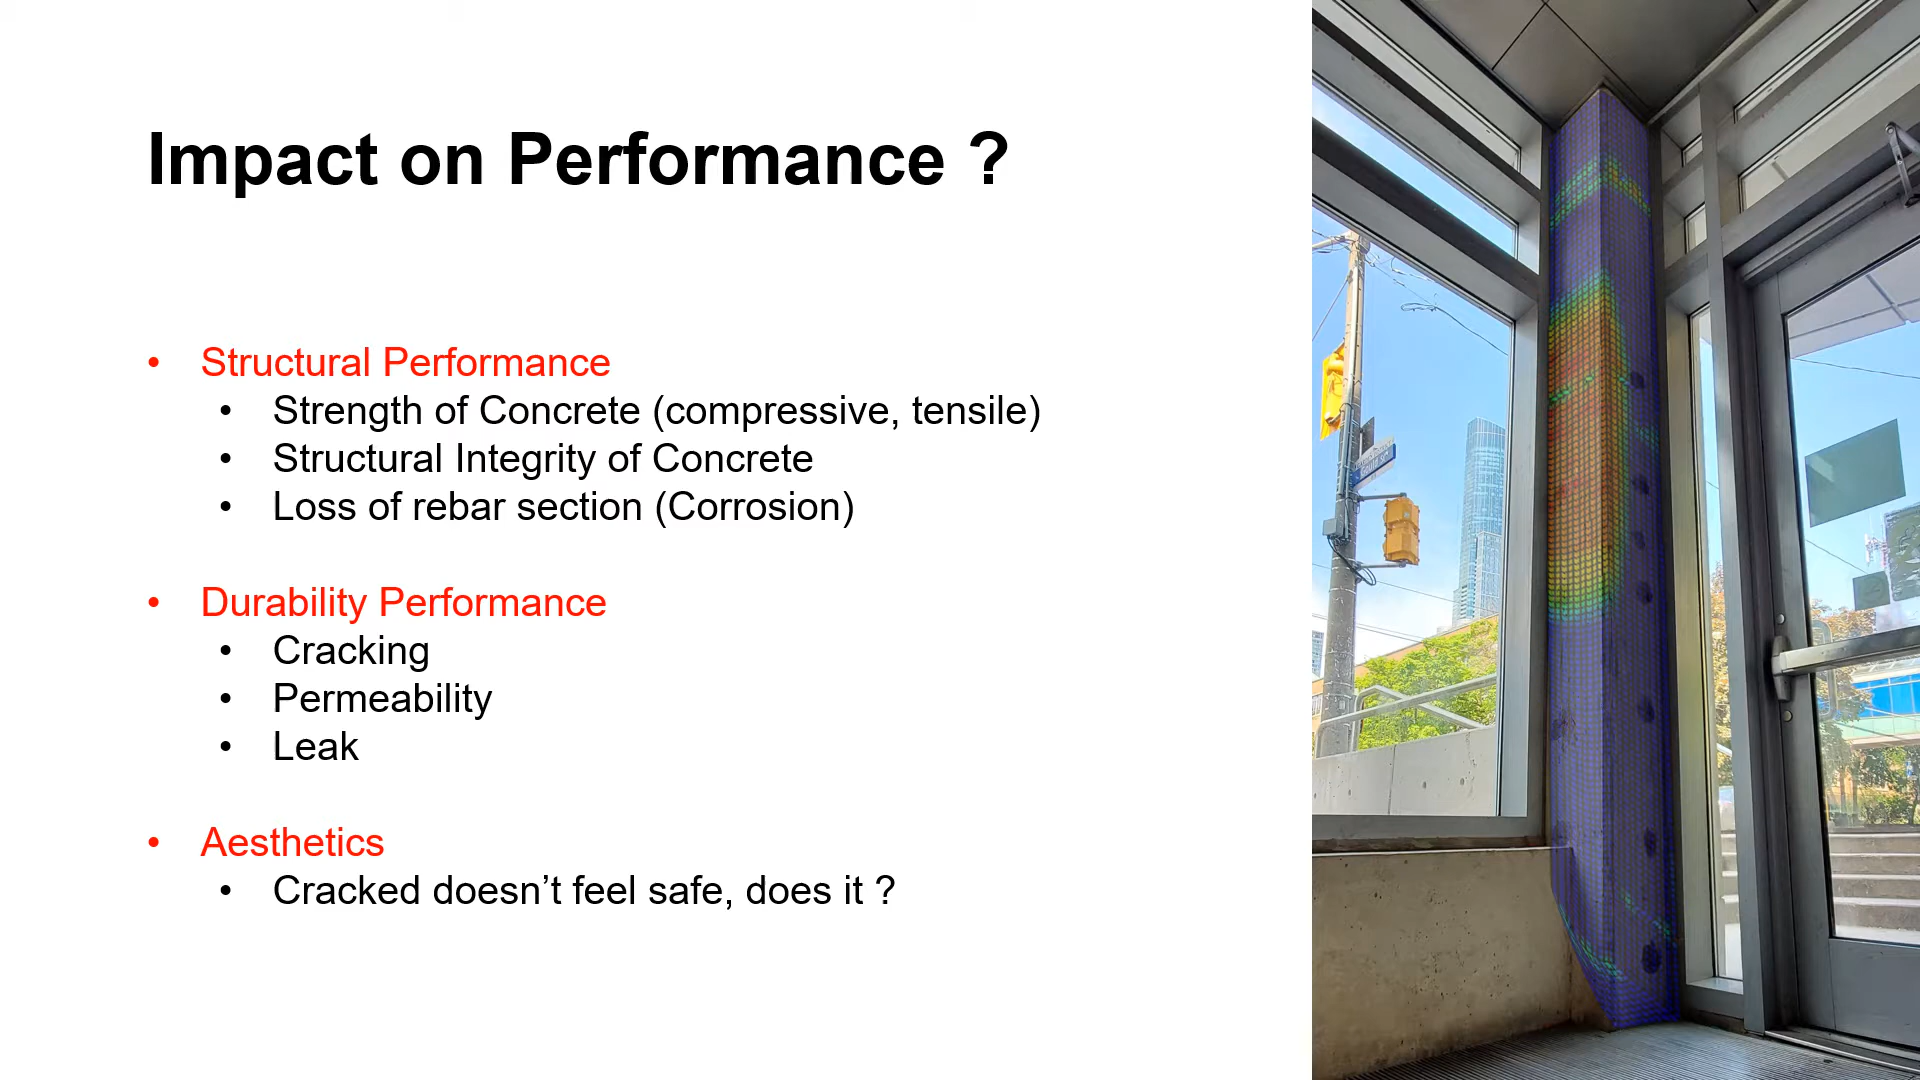 Impact on Performance ?
• Structural Performance
• Strength of Concrete (compressive, tensile)
• Structural Integrity of Concrete
• Loss of rebar section (Corrosion)
• Durability Performance
• Cracking
• Permeability
• Leak
• Aesthetics
• Cracked doesn’t feel safe, does it ?